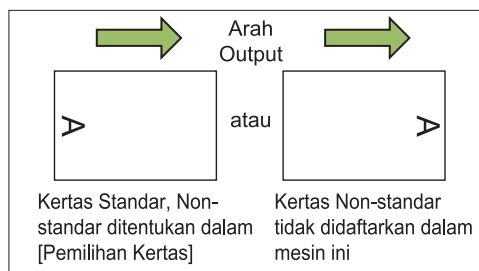 Arah
Output
A
atau
A
Kertas Standar, Non-
standar ditentukan dalam
[Pemilihan Kertas]
Kertas Non-standar
tidak didaftarkan dalam
mesin ini